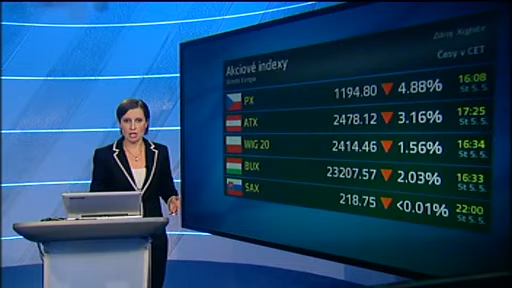 Zdroj: Kujnite
Časy v CET
Akciové indexy
Střední Evropa
PX 1194.80 4.88% 16:08 St 5. 5.
ATX 2478.12 3.16% 17:25 St 5. 5.
WIG 20 2414.46 1.56% 16:34 St 5. 5.
BUX 23207.57 2.03% 16:33 St 5. 5.
SAX 218.75 <0.01% 22:00 St 5. 5.